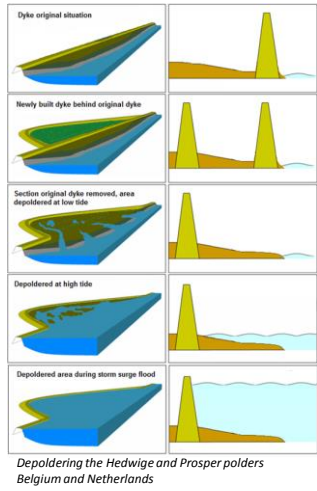 Dyke original situation
Newly built dyke behind original dyke
Section original dyke removed, area
depoldered at low tide
Depoldered at high tide
Depoldered area during storm surge flood
Depoldering the Hedwige and Prosper polders
Belgium and Netherlands